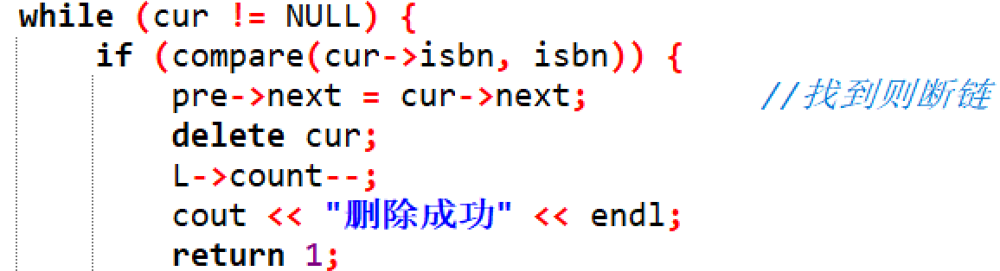 while (cur != NULL) {
if (compare(cur->isbn, isbn)) {
pre->next = cur->next; //找到则断链
delete cur;
L->count--;
cout << "删除成功" << endl;
return 1;